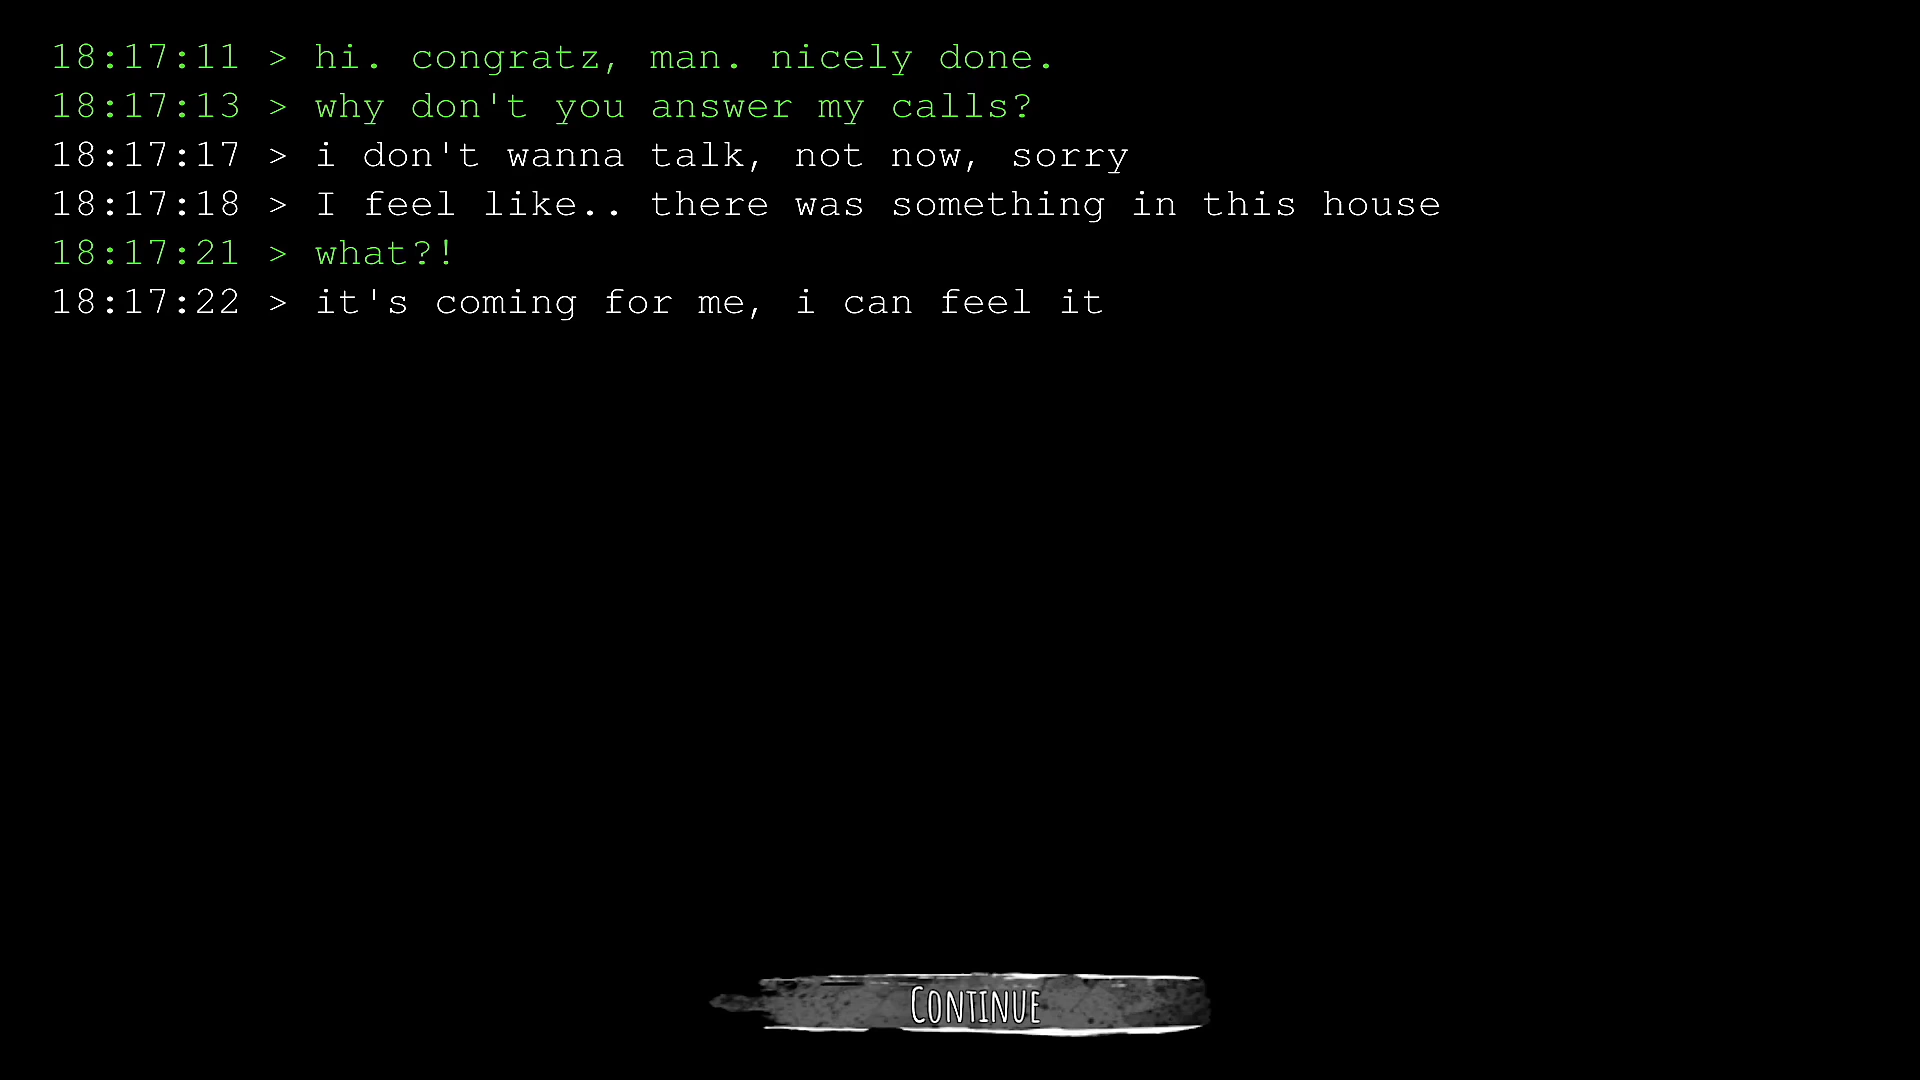 18:17:11 > hi. congratz, man. nicely done.
18:17:13 > why don't you answer my calls?
18:17:17 > i don't wanna talk, not now, sorry
18:17:18 > I feel like.. there was something in this house
18:17:21 > what?!
18:17:22 > it's coming for me, i can feel it
CONTINUE